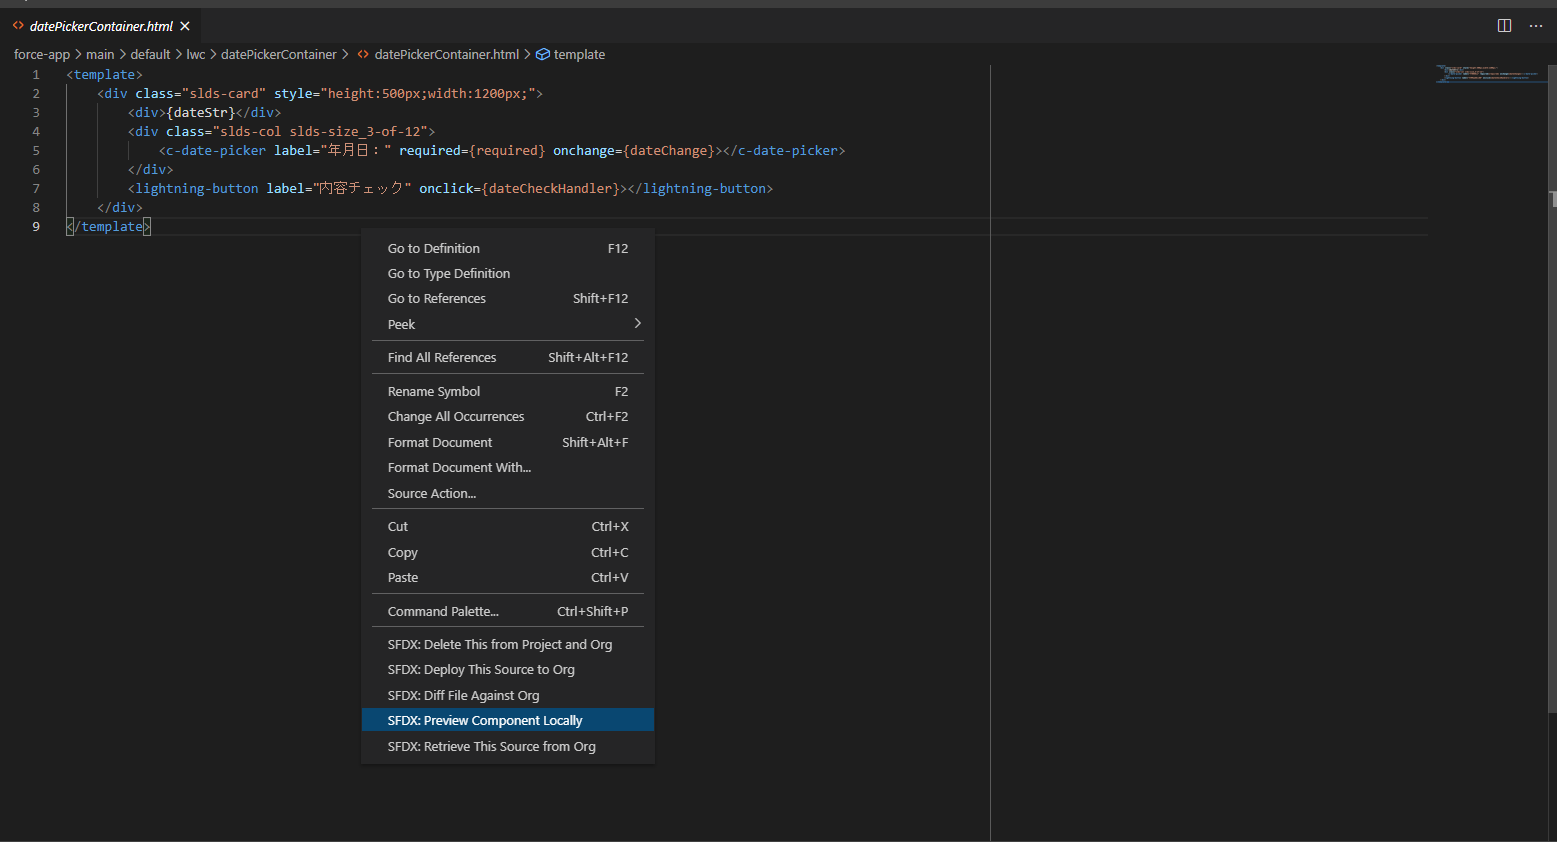 datePickerContainer.html
force-app > main > default > lwc > datePickerContainer > datePickerContainer.html > template
1 <template>
2 <div class="slds-card" style="height:500px;width:1200px;">
3 <div>{dateStr}</div>
4 <div class="slds-col slds-size_3-of-12">
5 <c-date-picker label="年月日：" required={required} onchange={dateChange}></c-date-picker>
6 </div>
7 <lightning-button label="内容チェック" onclick={dateCheckHandler}></lightning-button>
8 </div>
9 </template>
Go to Definition F12
Go to Type Definition
Go to References Shift+F12
Peek
Find All References Shift+Alt+F12
Rename Symbol F2
Change All Occurrences Ctrl+F2
Format Document Shift+Alt+F
Format Document With...
Source Action...
Cut Ctrl+X
Copy Ctrl+C
Paste Ctrl+V
Command Palette... Ctrl+Shift+P
SFDX: Delete This from Project and Org
SFDX: Deploy This Source to Org
SFDX: Diff File Against Org
SFDX: Preview Component Locally
SFDX: Retrieve This Source from Org